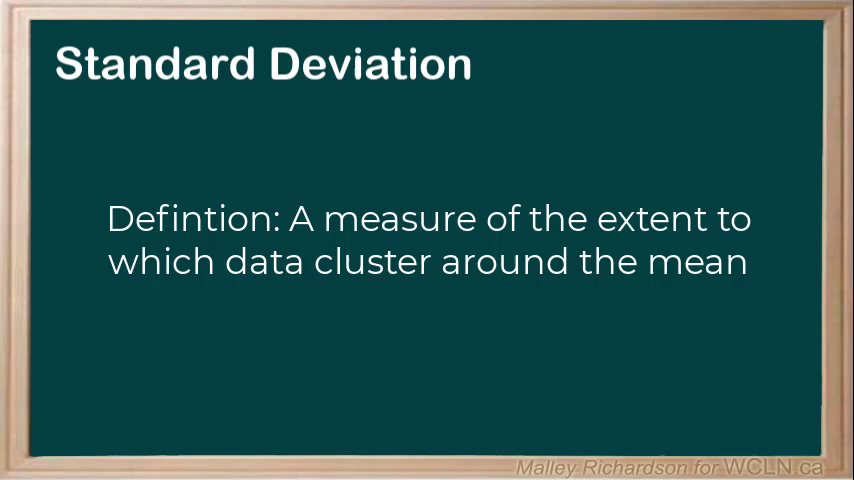 Standard Deviation
Defintion: A measure of the extent to
which data cluster around the mean
Malley Richardson for WCLN.ca